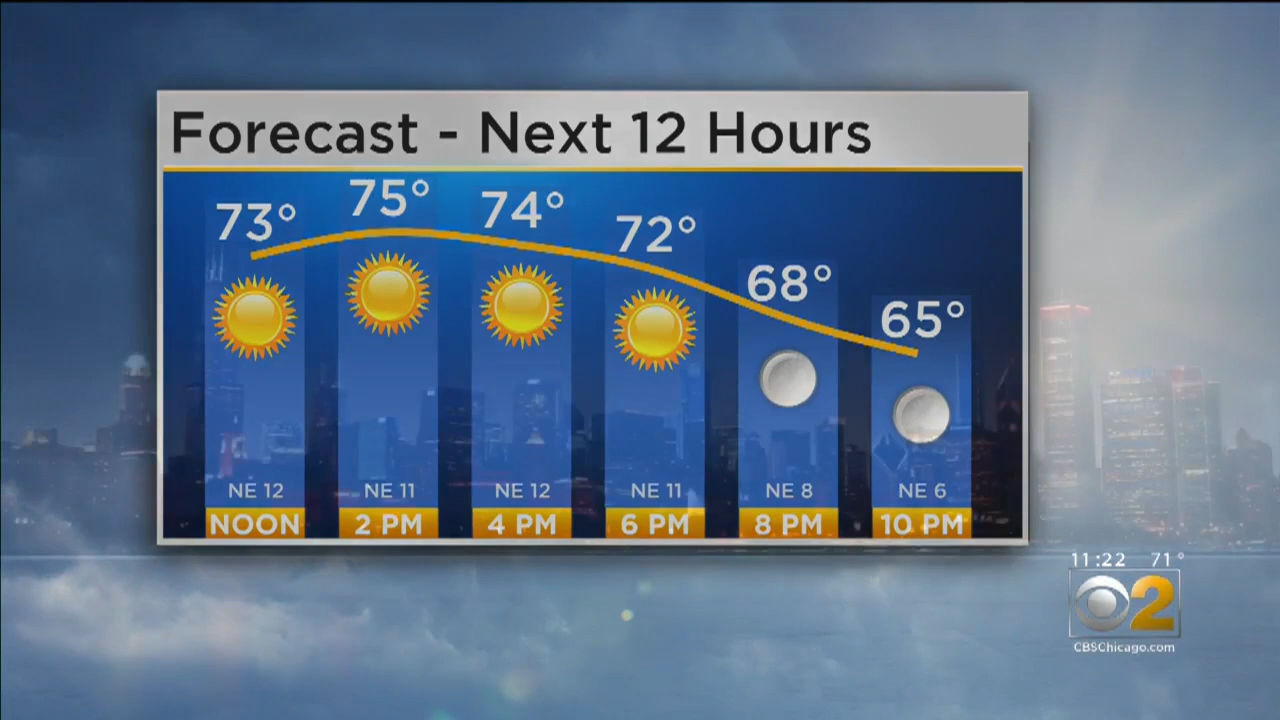 Forecast - Next 12 Hours
73° 75° 74° 72° 68° 65°
NE 12 NE 11 NE 12 NE 11 NE 8 NE 6
NOON 2 PM 4 PM 6 PM 8 PM 10 PM
11:22 71°
2
CBSChicago.com